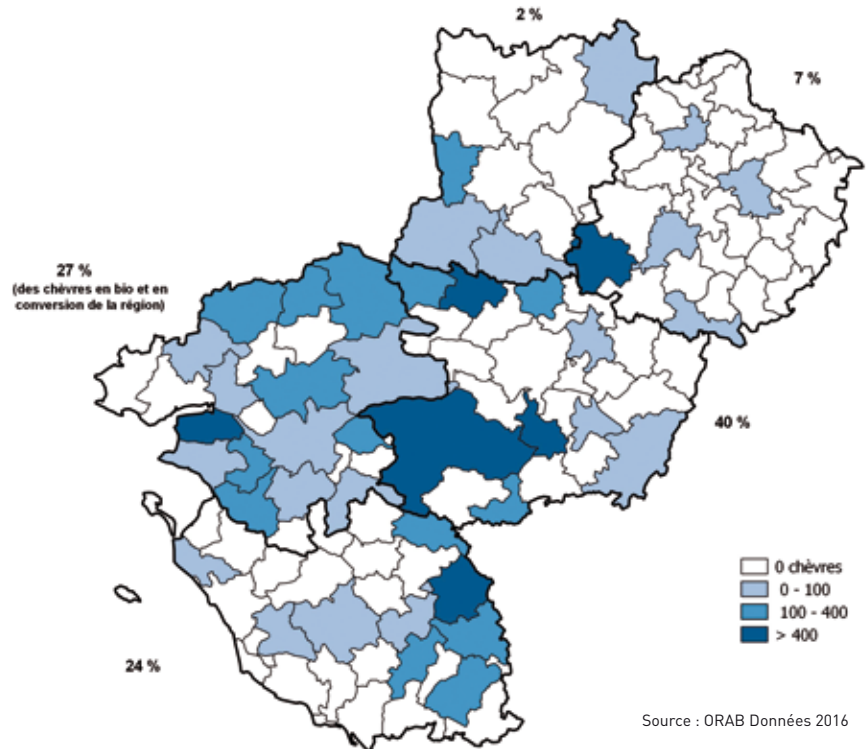 2 %
7 %
27 %
(des chèvres en bio et en
conversion de la région)
40 %
0 chèvres
0 - 100
100 - 400
> 400
24 %
Source : ORAB Données 2016